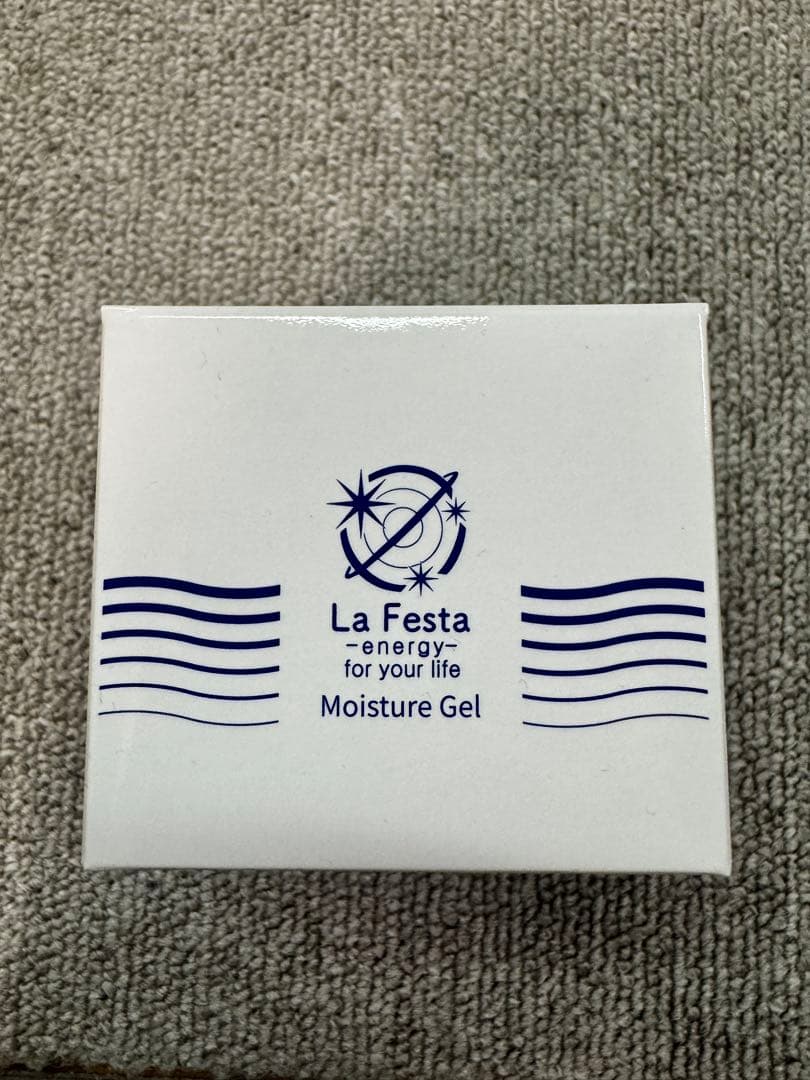 La Festa
-energy-
for your life
Moisture Gel